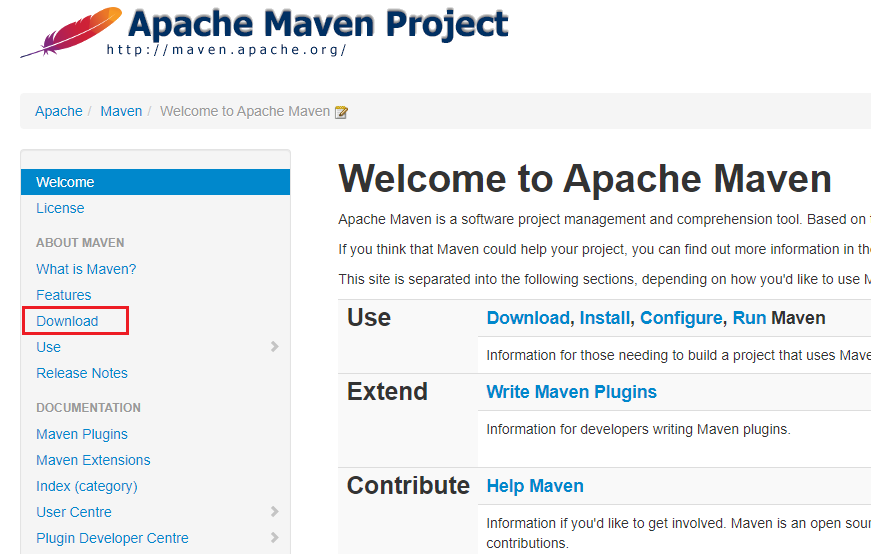 Apache Maven Project
http://maven.apache.org/
Apache / Maven / Welcome to Apache Maven
Welcome
License
ABOUT MAVEN
What is Maven?
Features
Download
Use
Release Notes
DOCUMENTATION
Maven Plugins
Maven Extensions
Index (category)
User Centre
Plugin Developer Centre
Welcome to Apache Maven
Apache Maven is a software project management and comprehension tool. Based on
If you think that Maven could help your project, you can find out more information in the
This site is separated into the following sections, depending on how you'd like to use M
Use
Download, Install, Configure, Run Maven
Information for those needing to build a project that uses Mave
Extend
Write Maven Plugins
Information for developers writing Maven plugins.
Contribute
Help Maven
Information if you'd like to get involved. Maven is an open sour
contributions.